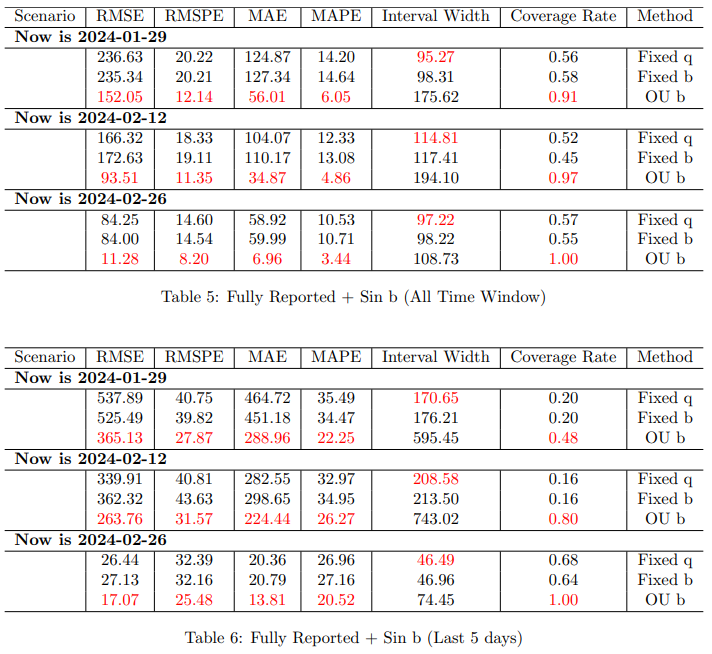 Scenario RMSE RMSPE MAE MAPE Interval Width Coverage Rate Method
Now is 2024-01-29
236.63 20.22 124.87 14.20 95.27 0.56 Fixed q
235.34 20.21 127.34 14.64 98.31 0.58 Fixed b
152.05 12.14 56.01 6.05 175.62 0.91 OU b
Now is 2024-02-12
166.32 18.33 104.07 12.33 114.81 0.52 Fixed q
172.63 19.11 110.17 13.08 117.41 0.45 Fixed b
93.51 11.35 34.87 4.86 194.10 0.97 OU b
Now is 2024-02-26
84.25 14.60 58.92 10.53 97.22 0.57 Fixed q
84.00 14.54 59.99 10.71 98.22 0.55 Fixed b
11.28 8.20 6.96 3.44 108.73 1.00 OU b
Table 5: Fully Reported + Sin b (All Time Window)
Scenario RMSE RMSPE MAE MAPE Interval Width Coverage Rate Method
Now is 2024-01-29
537.89 40.75 464.72 35.49 170.65 0.20 Fixed q
525.49 39.82 451.18 34.47 176.21 0.20 Fixed b
365.13 27.87 288.96 22.25 595.45 0.48 OU b
Now is 2024-02-12
339.91 40.81 282.55 32.97 208.58 0.16 Fixed q
362.32 43.63 298.65 34.95 213.50 0.16 Fixed b
263.76 31.57 224.44 26.27 743.02 0.80 OU b
Now is 2024-02-26
26.44 32.39 20.36 26.96 46.49 0.68 Fixed q
27.13 32.16 20.79 27.16 46.96 0.64 Fixed b
17.07 25.48 13.81 20.52 74.45 1.00 OU b
Table 6: Fully Reported + Sin b (Last 5 days)